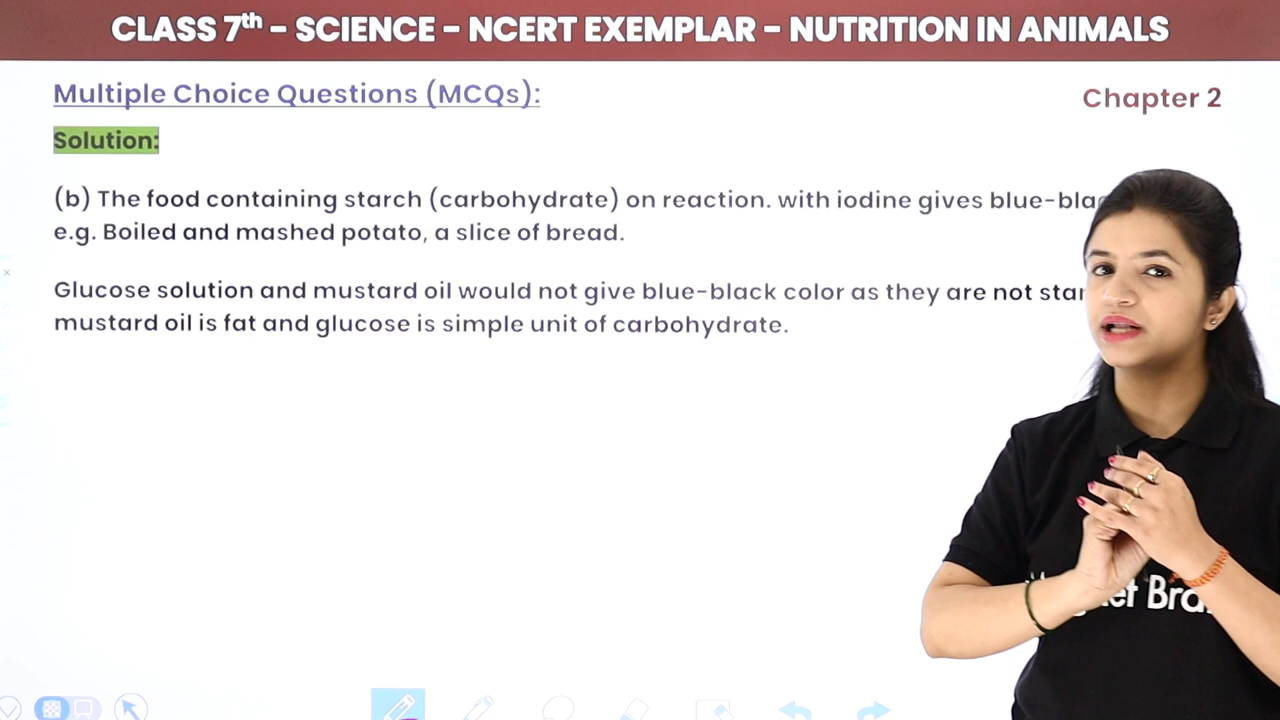 CLASS 7th – SCIENCE – NCERT EXEMPLAR – NUTRITION IN ANIMALS
Multiple Choice Questions (MCQs):
Chapter 2
Solution:
(b) The food containing starch (carbohydrate) on reaction. with iodine gives
e.g. Boiled and mashed potato, a slice of bread.
Glucose solution and mustard oil would not give blue-black color as they are not
mustard oil is fat and glucose is simple unit of carbohydrate.